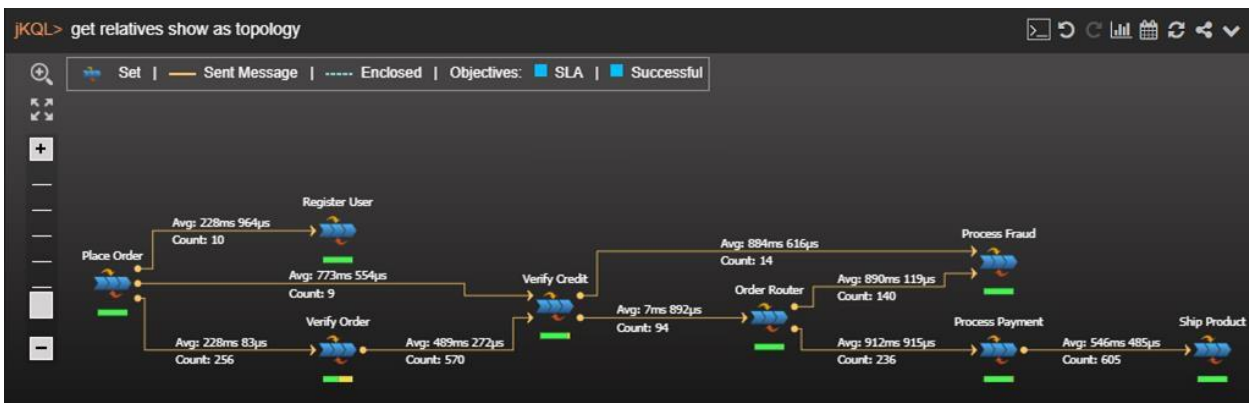 jKQL> get relatives show as topology
Set | Sent Message | Enclosed | Objectives: SLA | Successful
Register User
Avg: 228ms 964µs
Count: 10
Place Order
Process Fraud
Avg: 884ms 616µs
Count: 14
Avg: 773ms 554µs
Count: 9
Verify Credit
Order Router
Avg: 890ms 119µs
Count: 140
Avg: 7ms 892µs
Count: 94
Verify Order
Process Payment
Ship Product
Avg: 228ms 83µs
Count: 256
Avg: 489ms 272µs
Count: 570
Avg: 912ms 915µs
Count: 236
Avg: 546ms 485µs
Count: 605